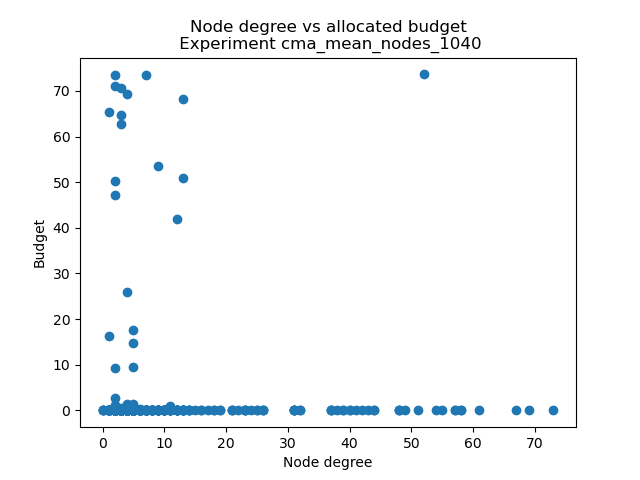 Node degree vs allocated budget
Experiment cma_mean_nodes_1040
70
60
50
40
30
20
10
0
Budget
0 10 20 30 40 50 60 70
Node degree